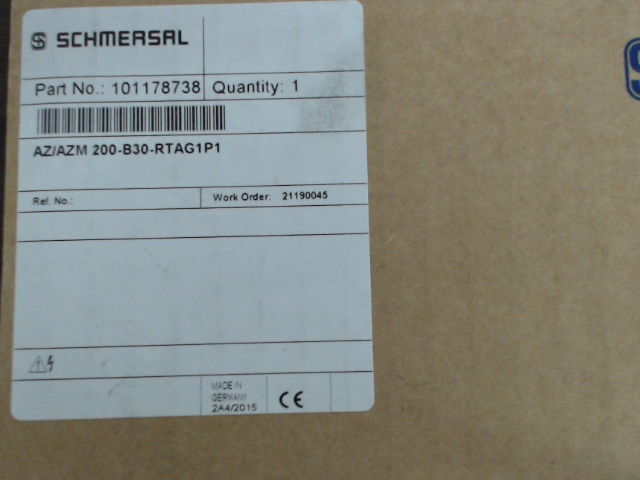 SCHMERSAL
Part No.: 101178738 Quantity: 1
AZ/AZM 200-B30-RTAG1P1
Ref. No.: Work Order: 21190045
MADE IN
GERMANY
2A4/2015 CE